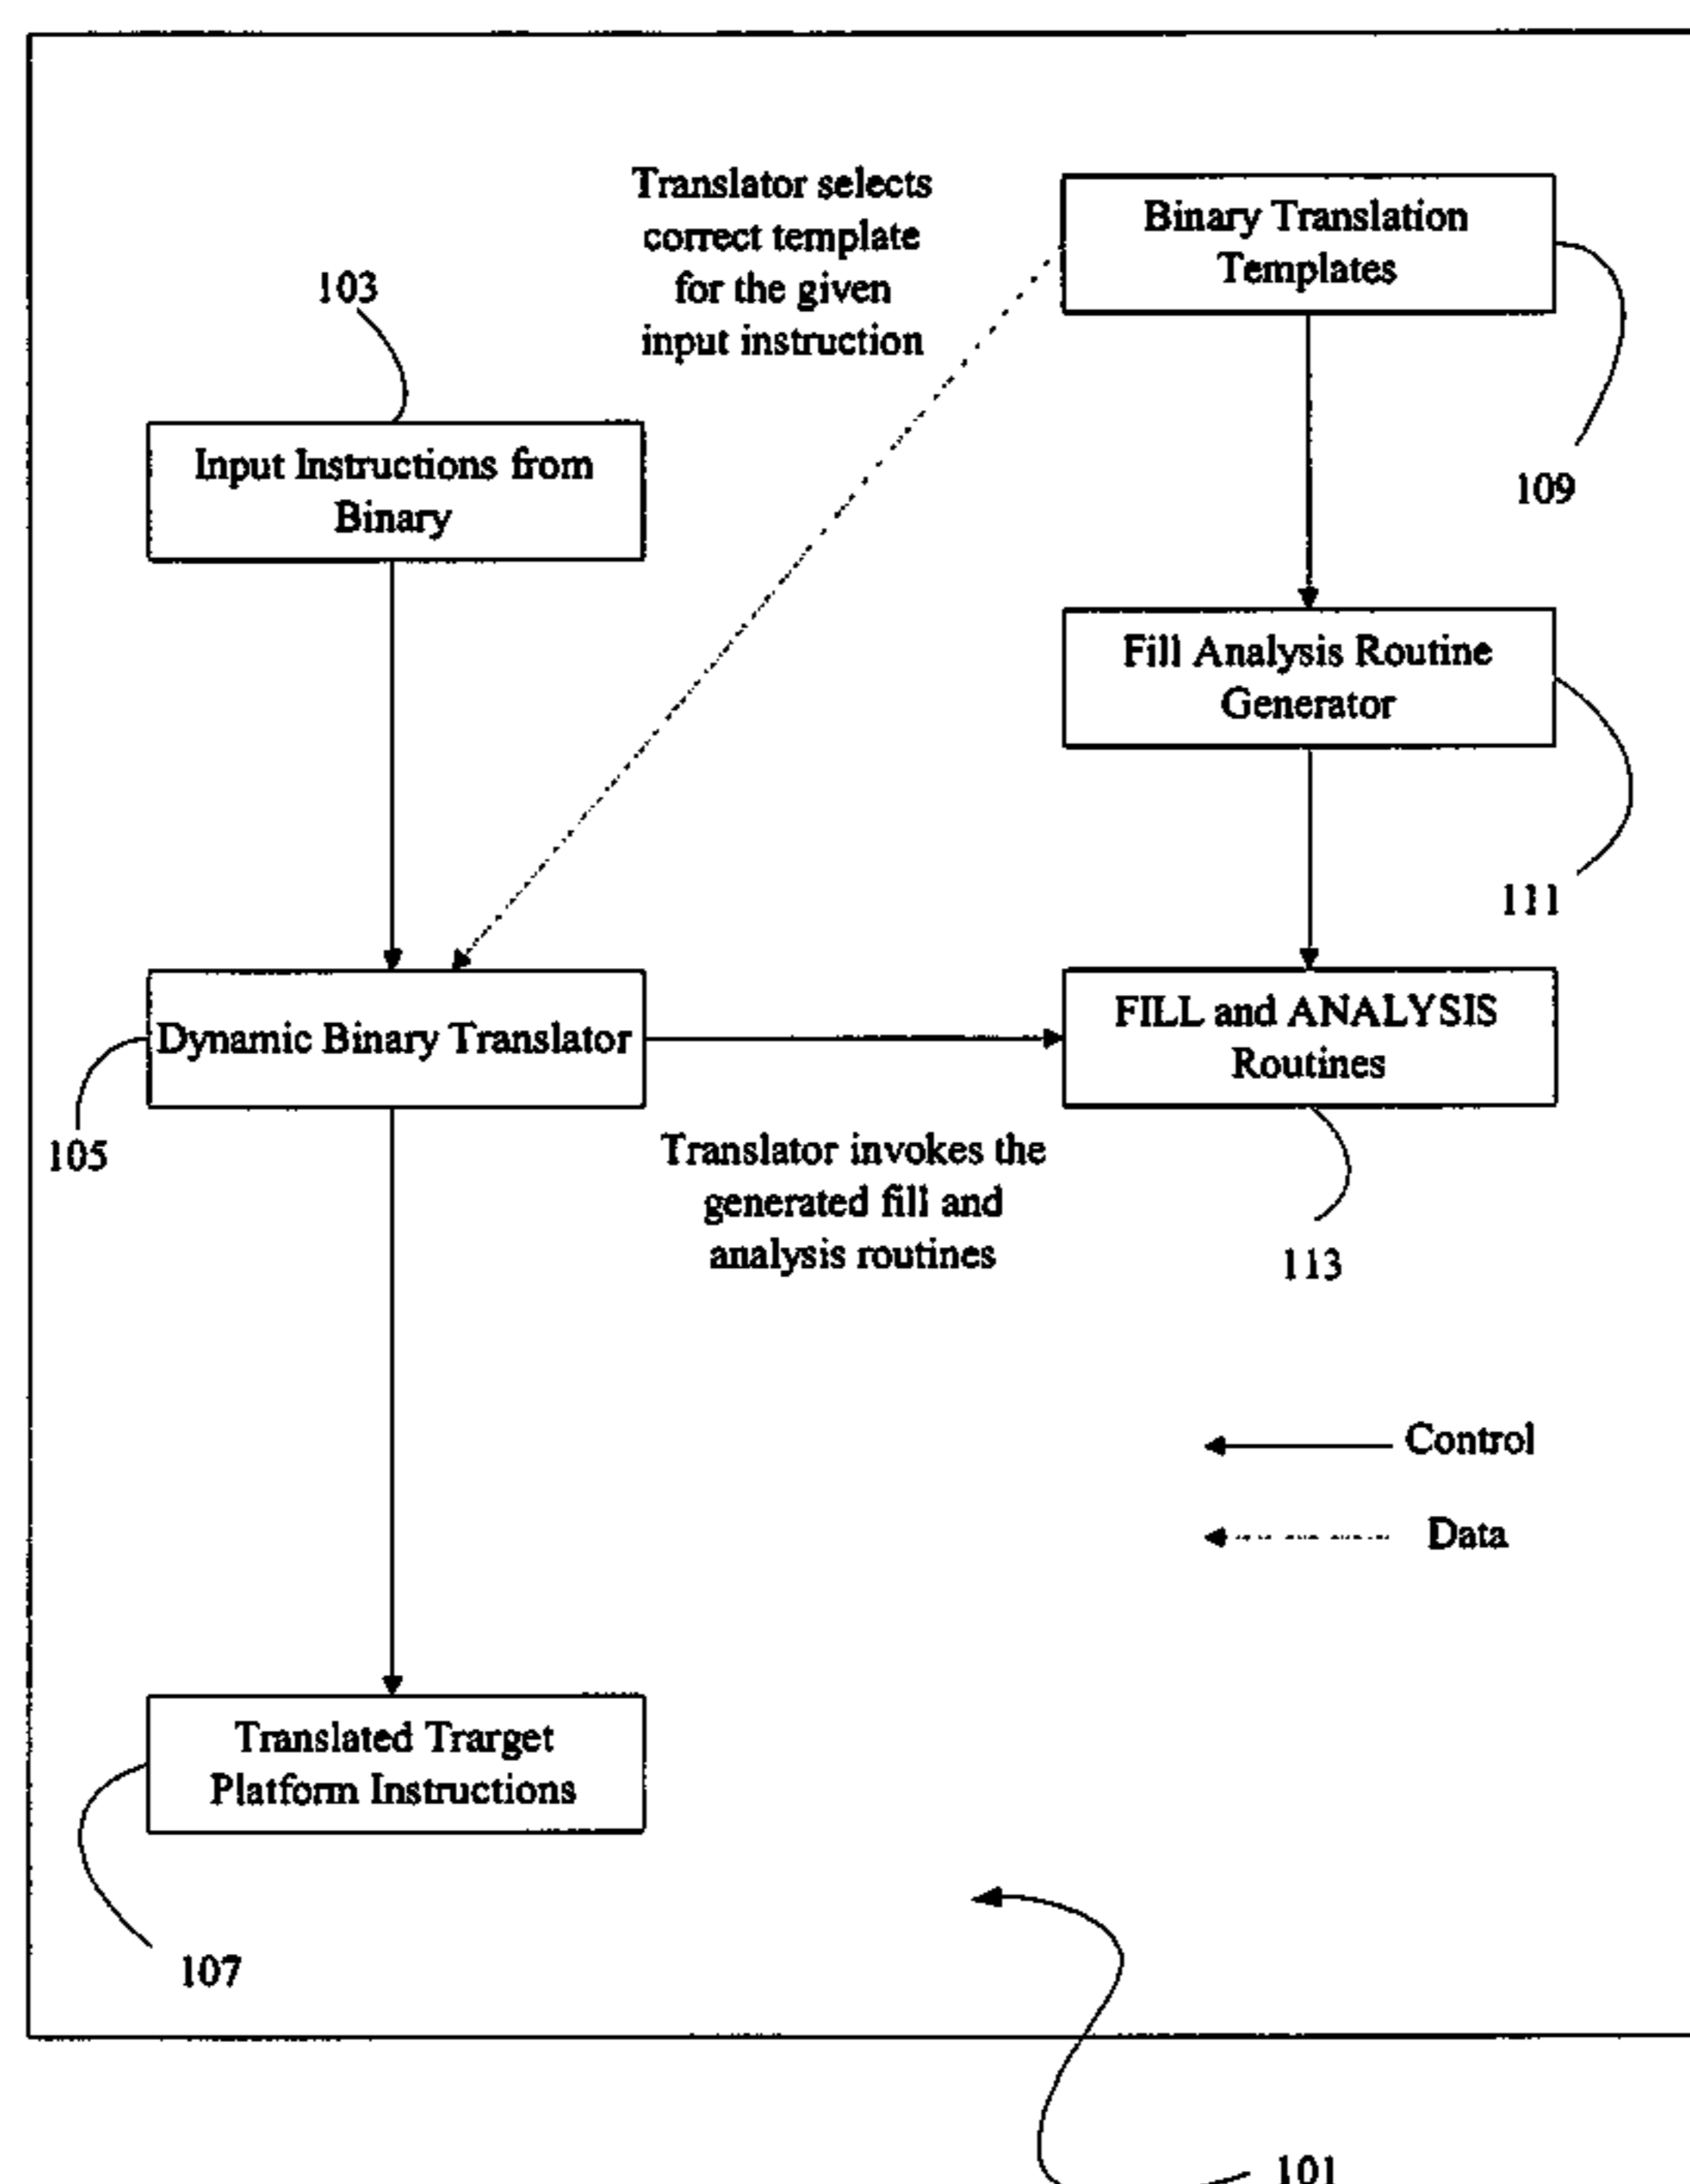 Translator selects
correct template
for the given
input instruction
Binary Translation
Templates
103
109
Input Instructions from
Binary
Fill Analysis Routine
Generator
111
Dynamic Binary Translator
FILL and ANALYSIS
Routines
105
Translator invokes the
generated fill and
analysis routines
113
Control
Data
Translated Trarget
Platform Instructions
107
101